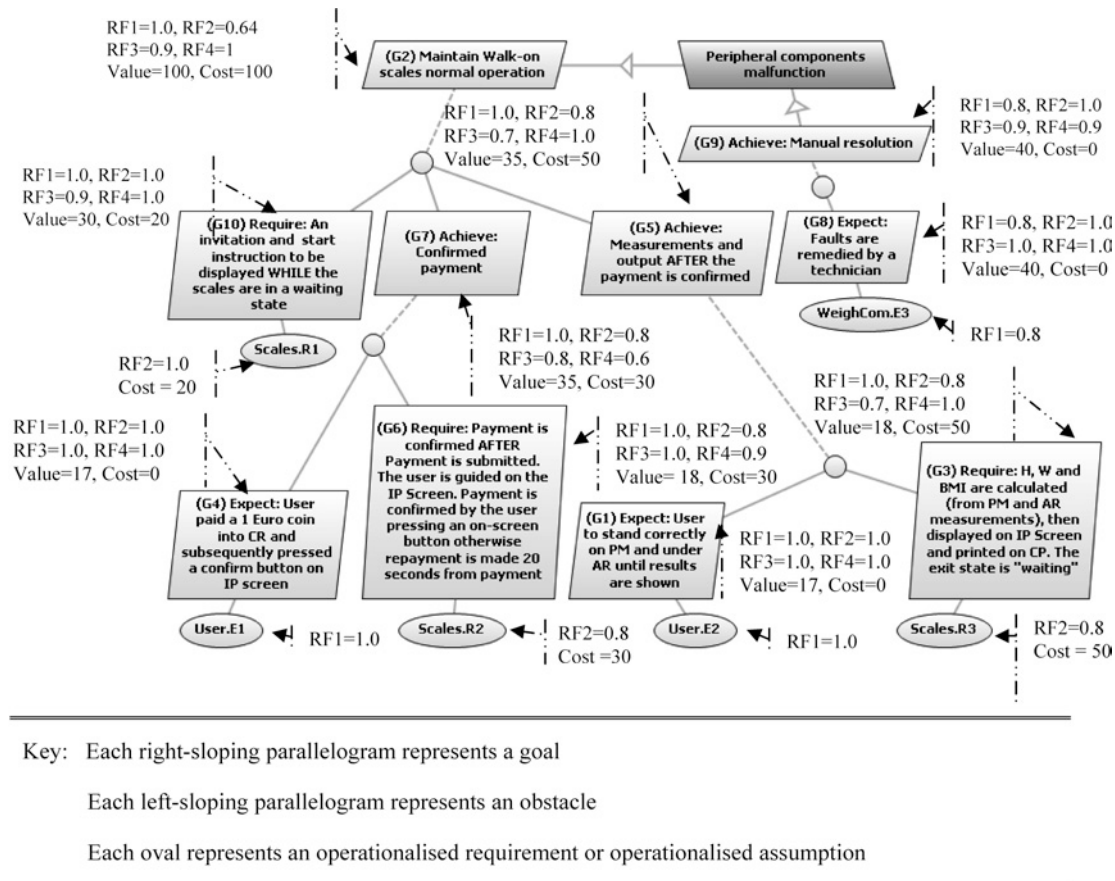 RF1=1.0, RF2=0.64
RF3=0.9, RF4=1
Value=100, Cost=100
(G2) Maintain Walk-on
scales normal operation
Peripheral components
malfunction
RF1=1.0, RF2=0.8
RF3=0.7, RF4=1.0
Value=35, Cost=50
RF1=0.8, RF2=1.0
RF3=0.9, RF4=0.9
Value=40, Cost=0
(G9) Achieve: Manual resolution
RF1=1.0, RF2=1.0
RF3=0.9, RF4=1.0
Value=30, Cost=20
(G10) Require: An
invitation and start
instruction to be
displayed WHILE the
scales are in a waiting
state
(G7) Achieve:
Confirmed
payment
(G5) Achieve:
Measurements and
output AFTER the
payment is confirmed
(G8) Expect:
Faults are
remedied by a
technician
RF1=0.8, RF2=1.0
RF3=1.0, RF4=1.0
Value=40, Cost=0
WeighCom.E3
RF1=0.8
Scales.R1
RF2=1.0
Cost = 20
RF1=1.0, RF2=0.8
RF3=0.8, RF4=0.6
Value=35, Cost=30
RF1=1.0, RF2=0.8
RF3=0.7, RF4=1.0
Value=18, Cost=50
RF1=1.0, RF2=1.0
RF3=1.0, RF4=1.0
Value=17, Cost=0
(G6) Require: Payment is
confirmed AFTER
Payment is submitted.
The user is guided on the
IP Screen. Payment is
confirmed by the user
pressing an on-screen
button otherwise
repayment is made 20
seconds from payment
RF1=1.0, RF2=0.8
RF3=1.0, RF4=0.9
Value= 18, Cost=30
(G4) Expect: User
paid a 1 Euro coin
into CR and
subsequently pressed
a confirm button on
IP screen
(G1) Expect: User
to stand correctly
on PM and under
AR until results
are shown
RF1=1.0, RF2=1.0
RF3=1.0, RF4=1.0
Value=17, Cost=0
(G3) Require: H, W and
BMI are calculated
(from PM and AR
measurements), then
displayed on IP Screen
and printed on CP. The
exit state is "waiting"
User.E1
RF1=1.0
Scales.R2
RF2=0.8
Cost =30
User.E2
RF1=1.0
Scales.R3
RF2=0.8
Cost = 50
Key: Each right-sloping parallelogram represents a goal
Each left-sloping parallelogram represents an obstacle
Each oval represents an operationalised requirement or operationalised assumption